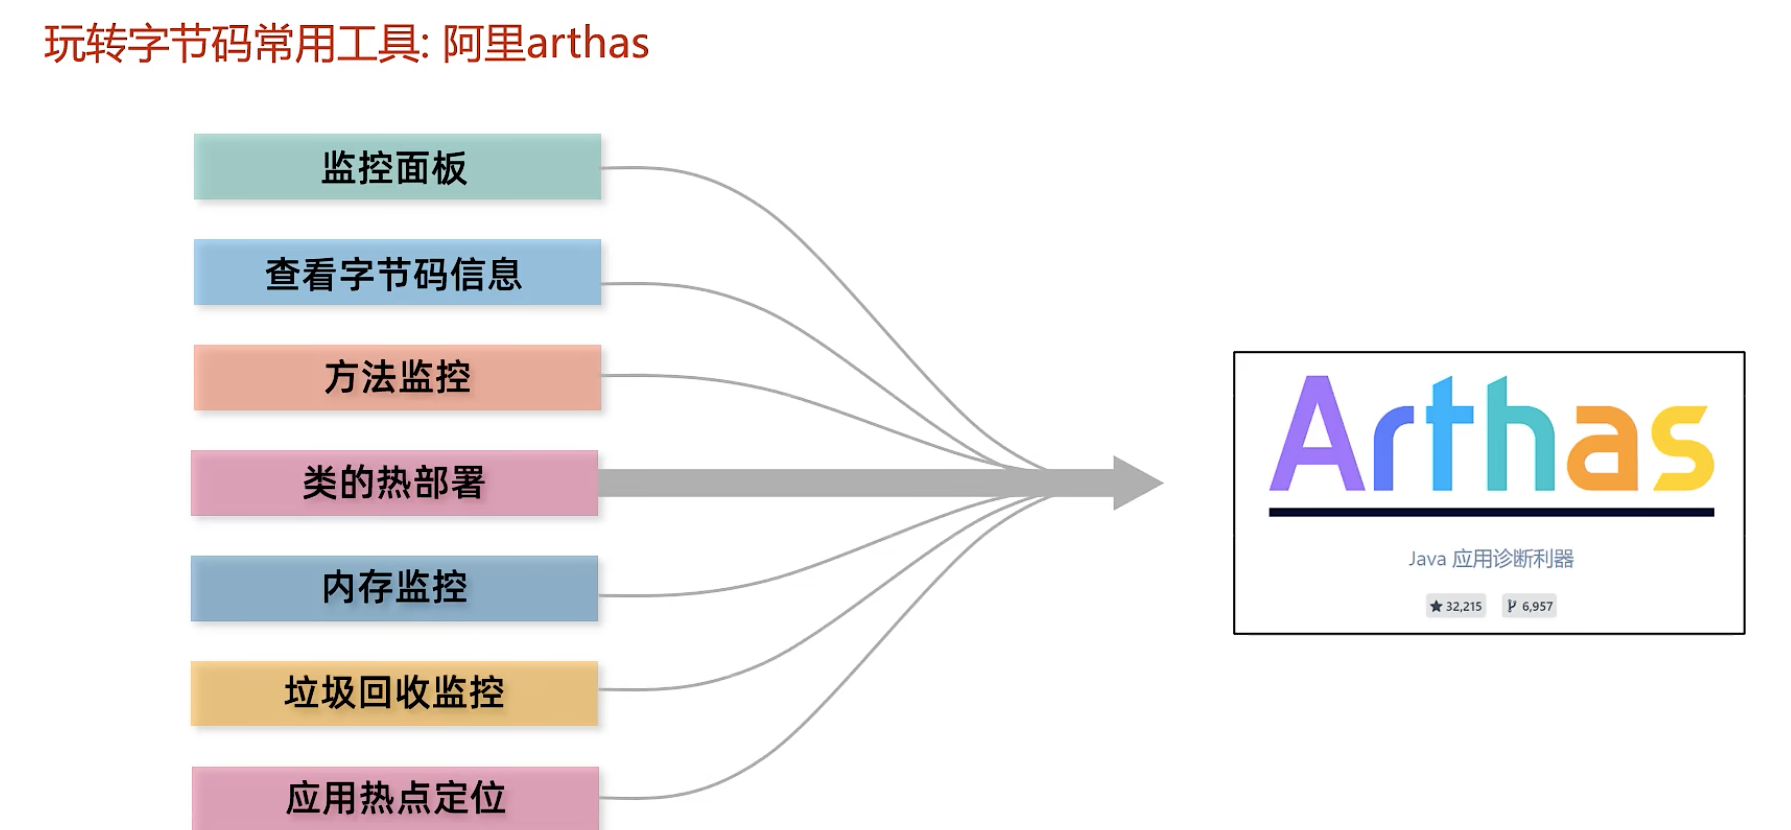 玩转字节码常用工具: 阿里arthas
监控面板
查看字节码信息
方法监控
类的热部署
内存监控
垃圾回收监控
应用热点定位
Arthas
Java 应用诊断利器
32,215 6,957